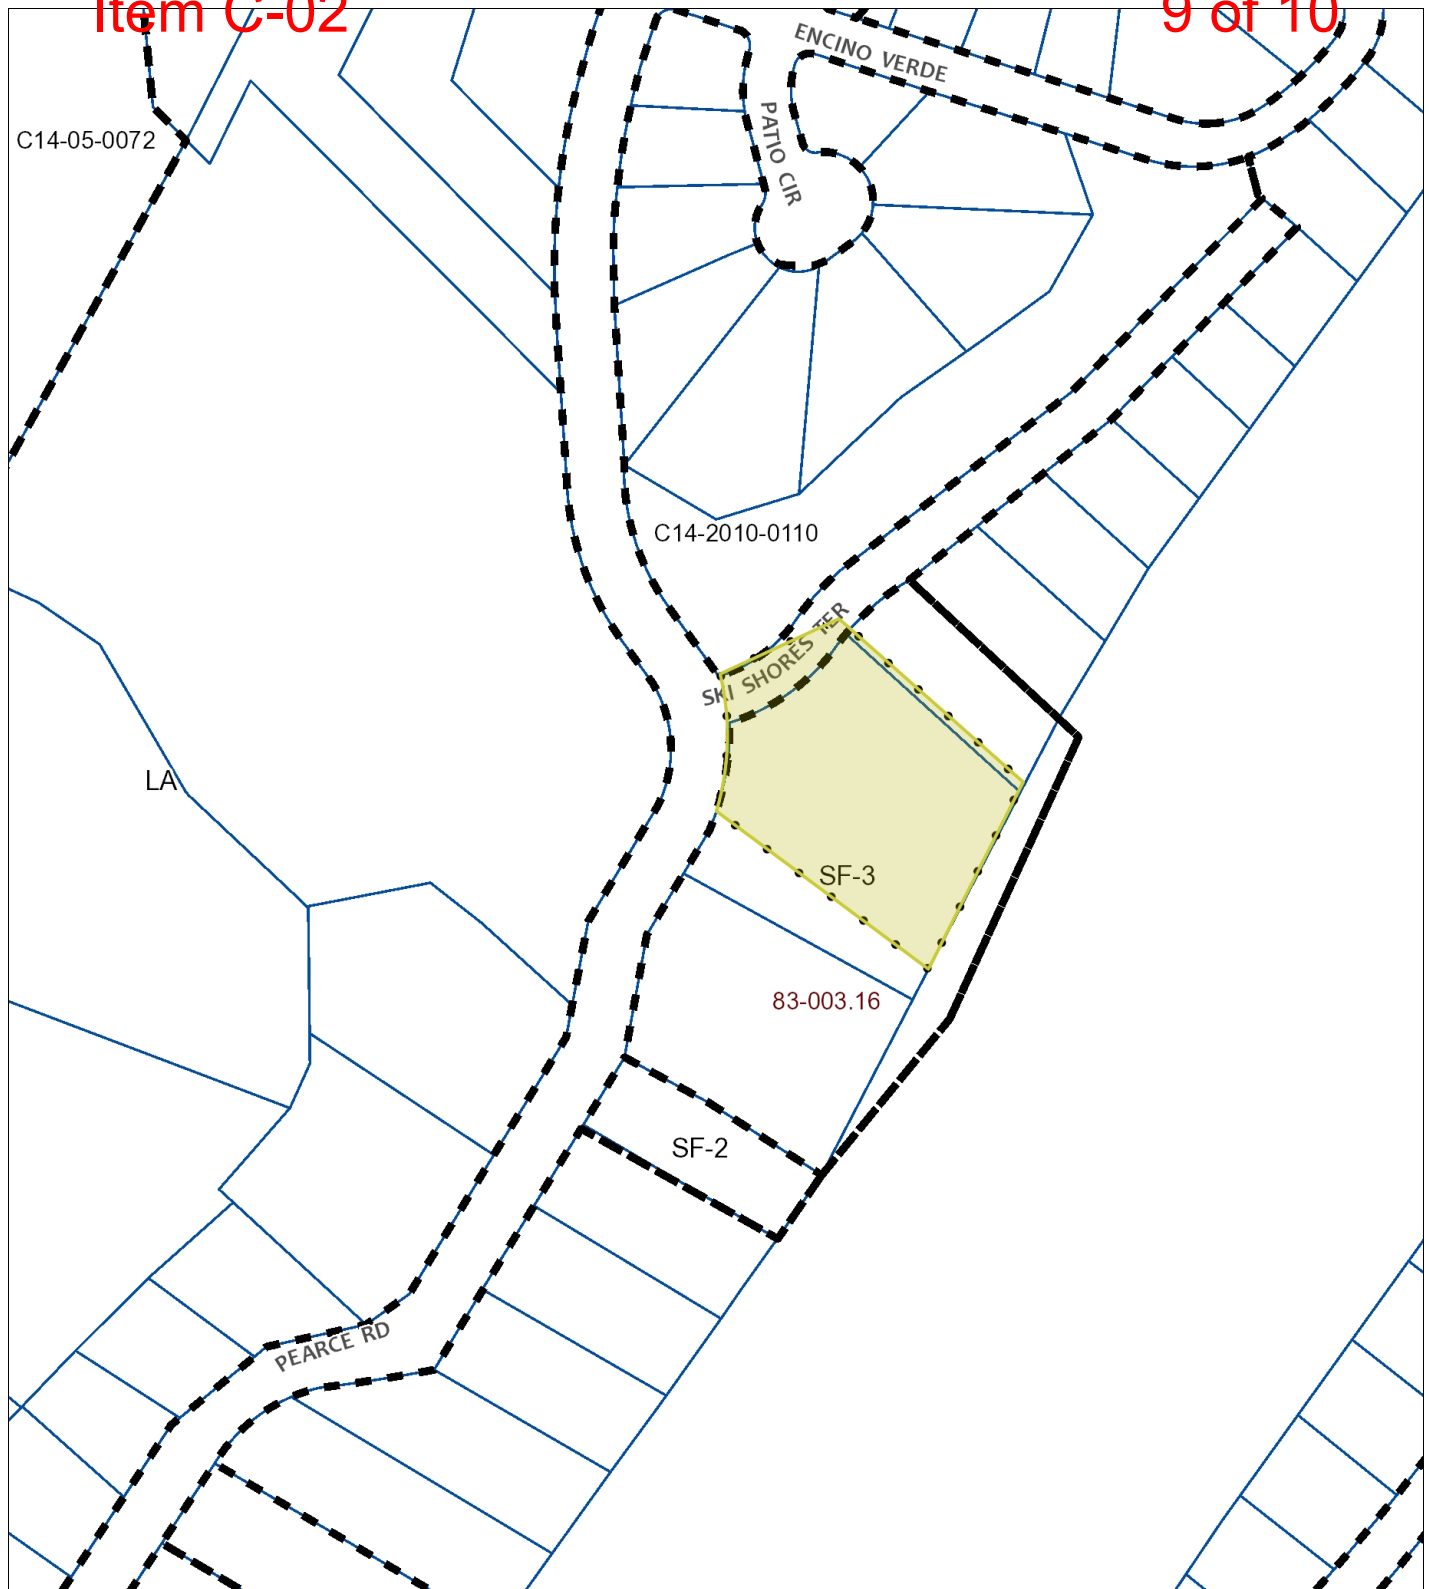 Item C-02
9 of 10
ENCINO VERDE
PATIO CIR
C14-05-0072
C14-2010-0110
SKI SHORES TER
LA
SF-3
83-003.16
SF-2
PEARCE RD